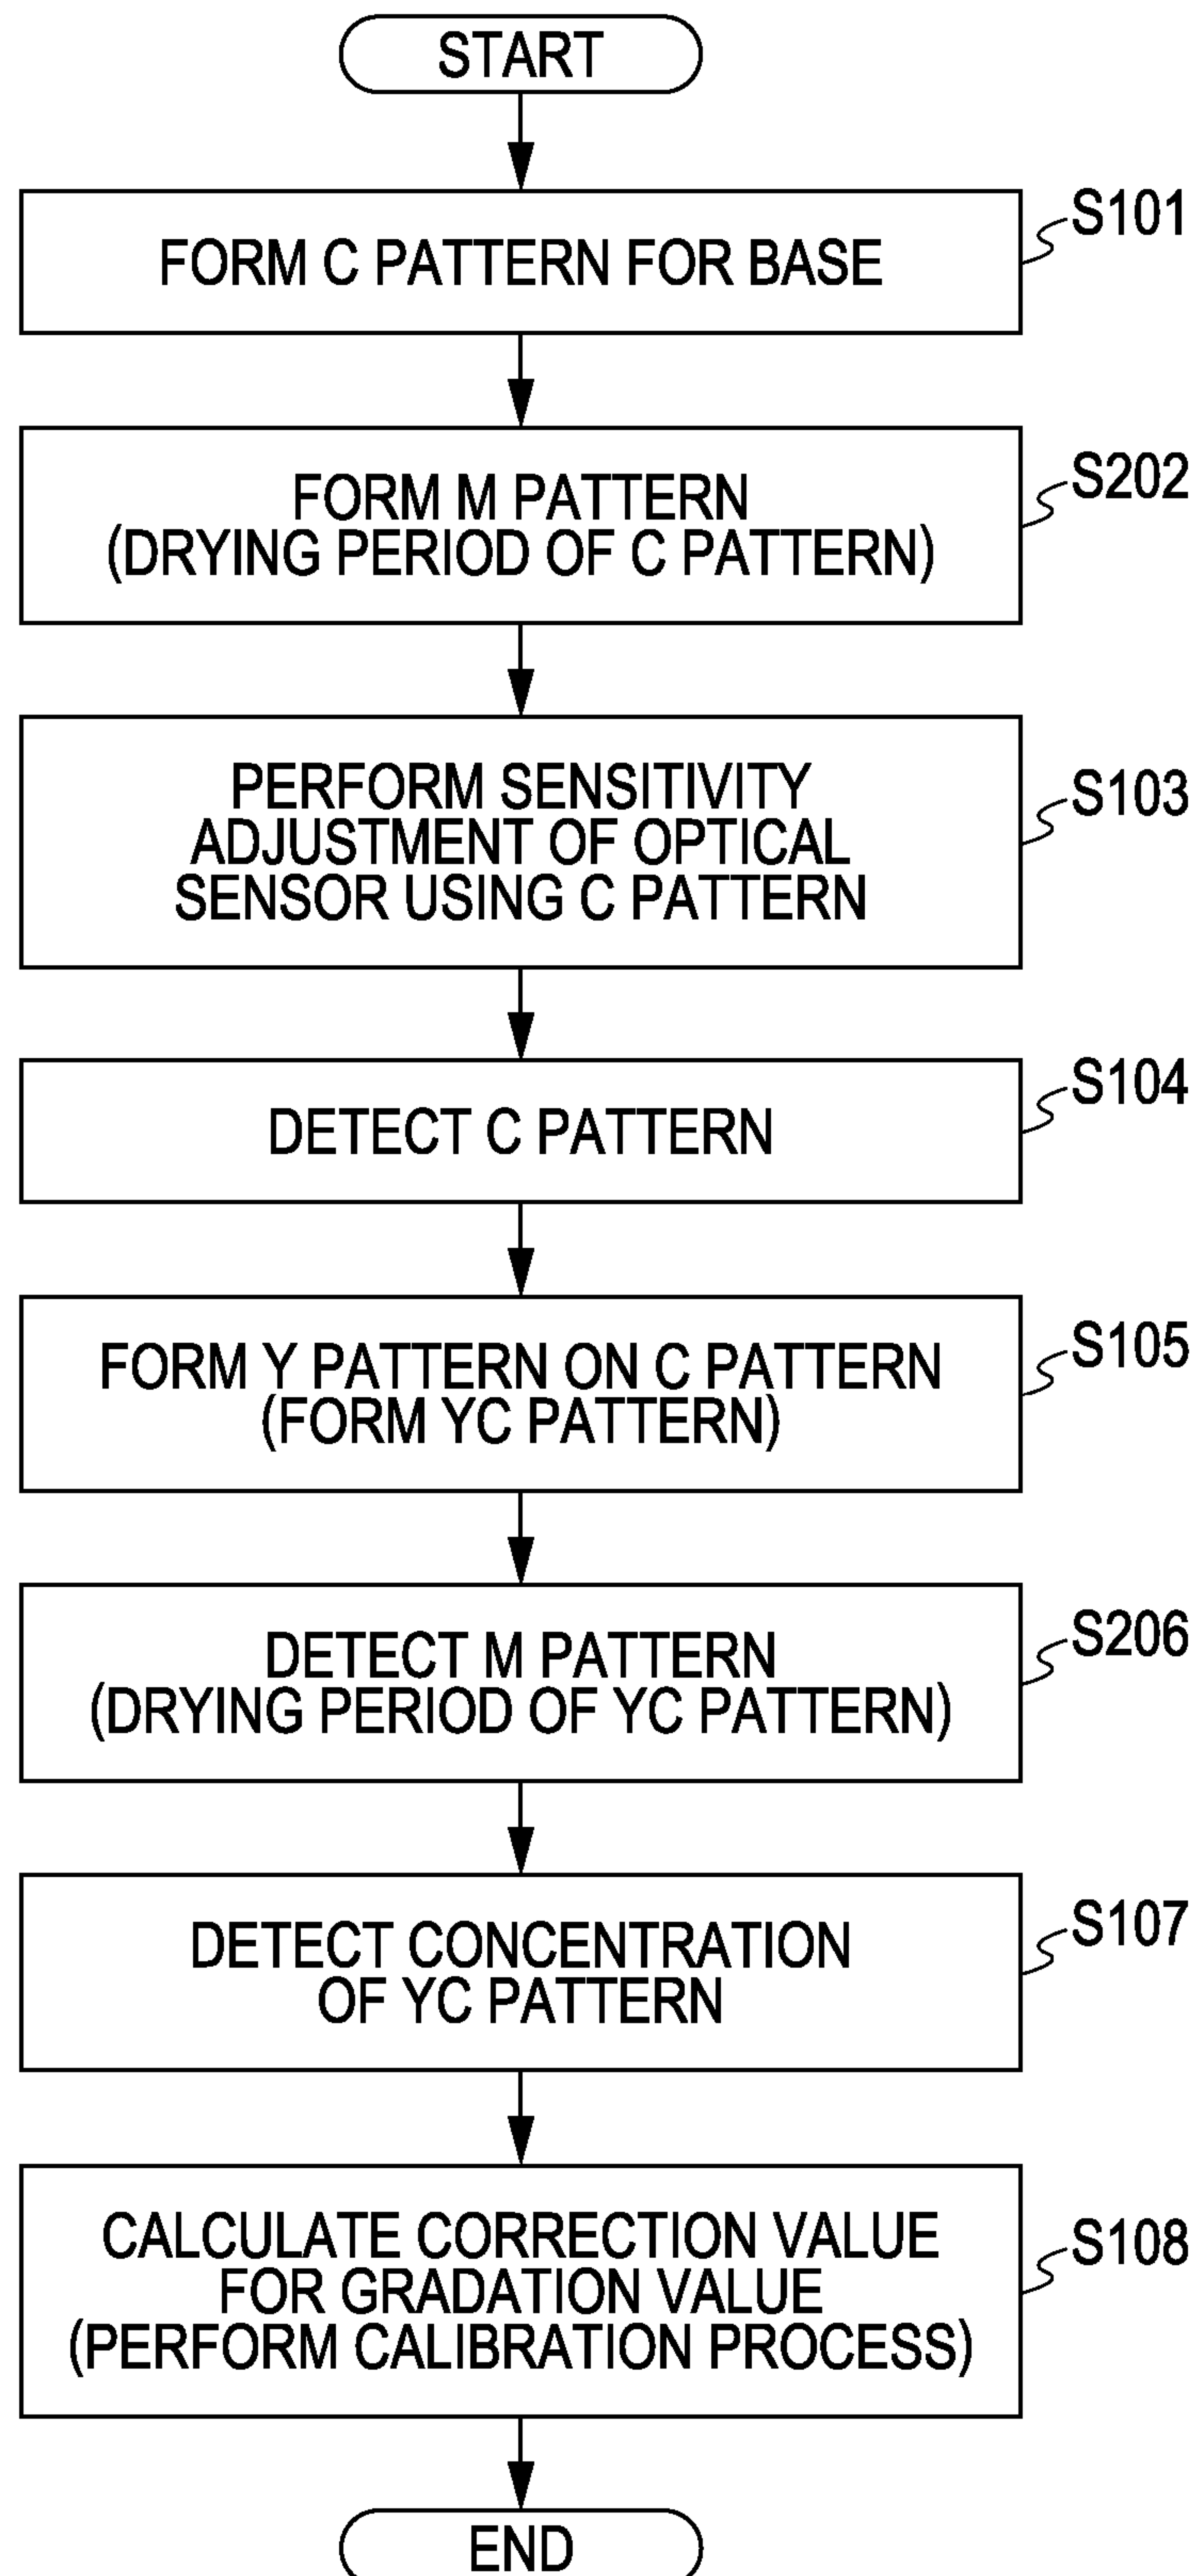 START
FORM C PATTERN FOR BASE
S101
FORM M PATTERN
(DRYING PERIOD OF C PATTERN)
S202
PERFORM SENSITIVITY
ADJUSTMENT OF OPTICAL
SENSOR USING C PATTERN
S103
DETECT C PATTERN
S104
FORM Y PATTERN ON C PATTERN
(FORM YC PATTERN)
S105
DETECT M PATTERN
(DRYING PERIOD OF YC PATTERN)
S206
DETECT CONCENTRATION
OF YC PATTERN
S107
CALCULATE CORRECTION VALUE
FOR GRADATION VALUE
(PERFORM CALIBRATION PROCESS)
S108
END